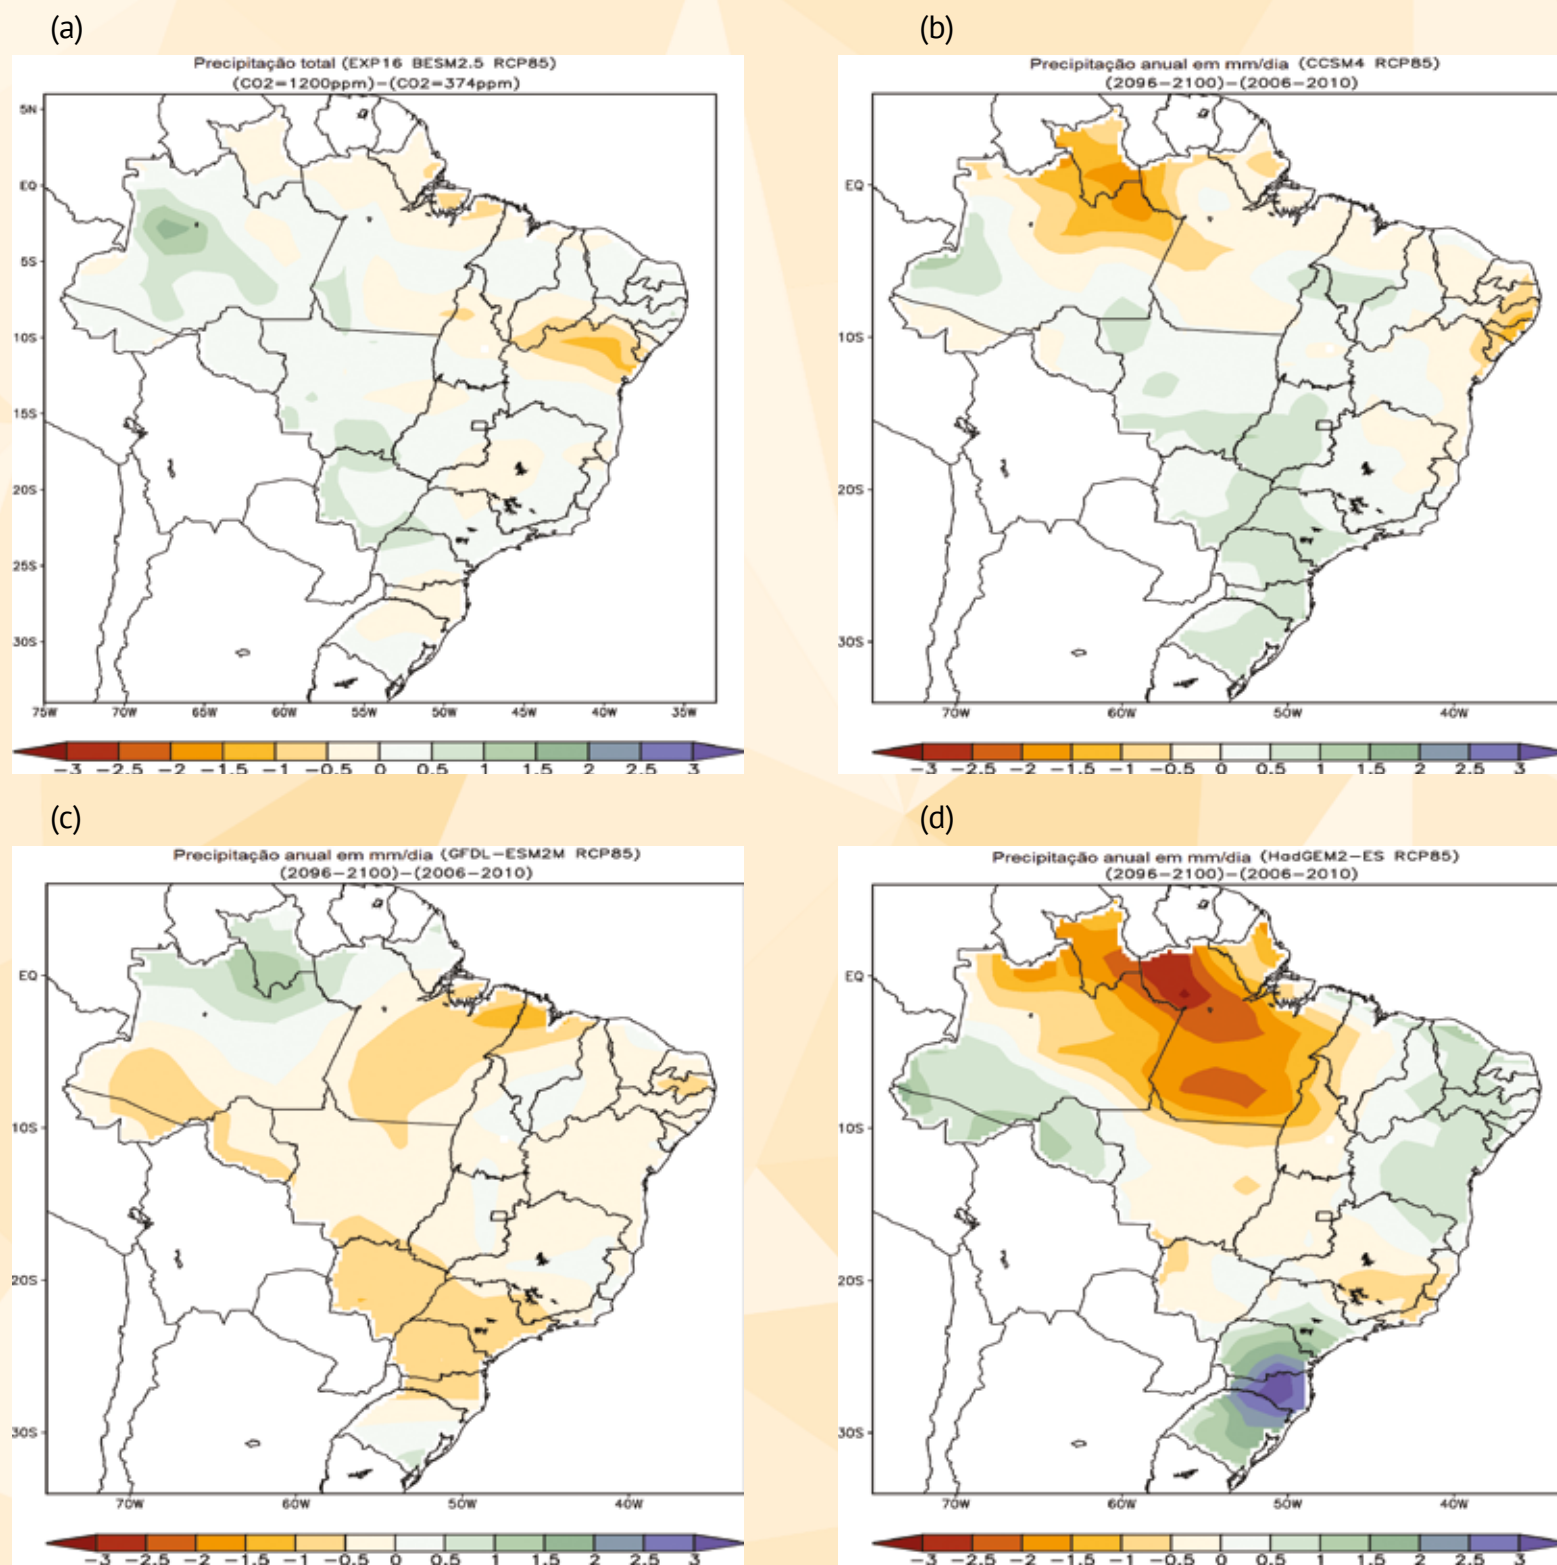 (a)
Precipitação total (EXP16 BESM2.5 RCP85)
(CO2=1200ppm)-(CO2=374ppm)
5N
EQ
5S
10S
15S
20S
25S
30S
75W 70W 65W 60W 55W 50W 45W 40W 35W
-3 -2.5 -2 -1.5 -1 -0.5 0 0.5 1 1.5 2 2.5 3
(b)
Precipitação anual em mm/dia (CCSM4 RCP85)
(2096-2100)-(2006-2010)
EQ
10S
20S
30S
70W 60W 50W 40W
-3 -2.5 -2 -1.5 -1 -0.5 0 0.5 1 1.5 2 2.5 3
(c)
Precipitação anual em mm/dia (GFDL-ESM2M RCP85)
(2096-2100)-(2006-2010)
EQ
10S
20S
30S
70W 60W 50W 40W
-3 -2.5 -2 -1.5 -1 -0.5 0 0.5 1 1.5 2 2.5 3
(d)
Precipitação anual em mm/dia (HadGEM2-ES RCP85)
(2096-2100)-(2006-2010)
EQ
10S
20S
30S
70W 60W 50W 40W
-3 -2.5 -2 -1.5 -1 -0.5 0 0.5 1 1.5 2 2.5 3